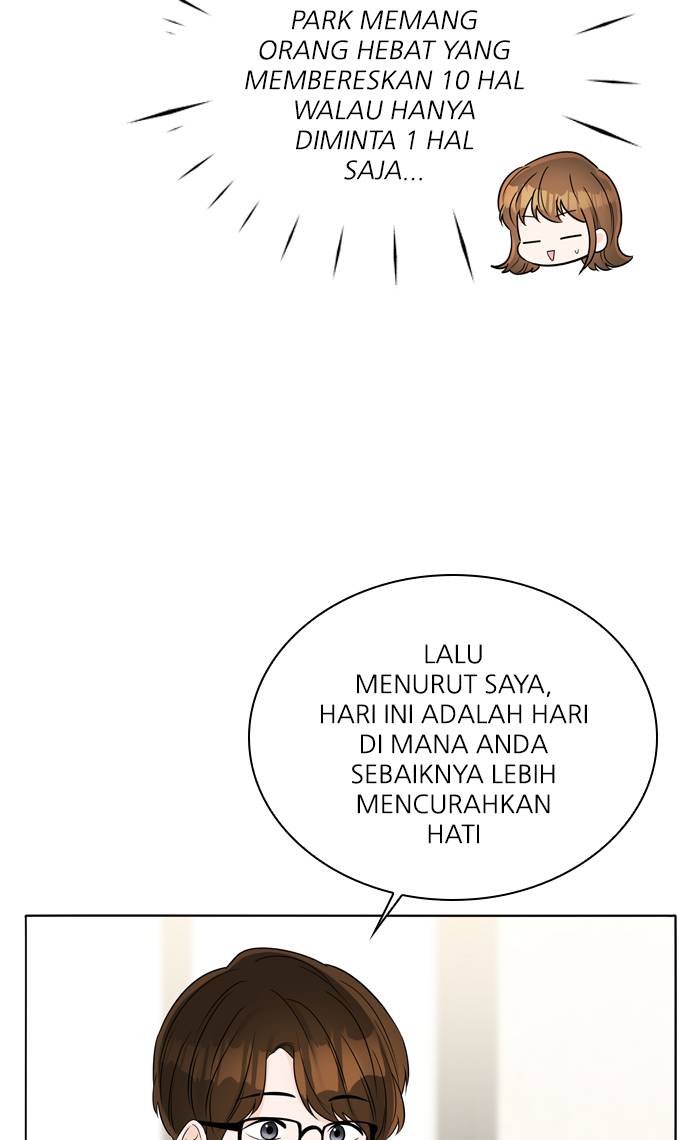 PARK MEMANG
ORANG HEBAT YANG
MEMBERESKAN 10 HAL
WALAU HANYA
DIMINTA 1 HAL
SAJA...
LALU
MENURUT SAYA,
HARI INI ADALAH HARI
DI MANA ANDA
SEBAIKNYA LEBIH
MENCURAHKAN
HATI